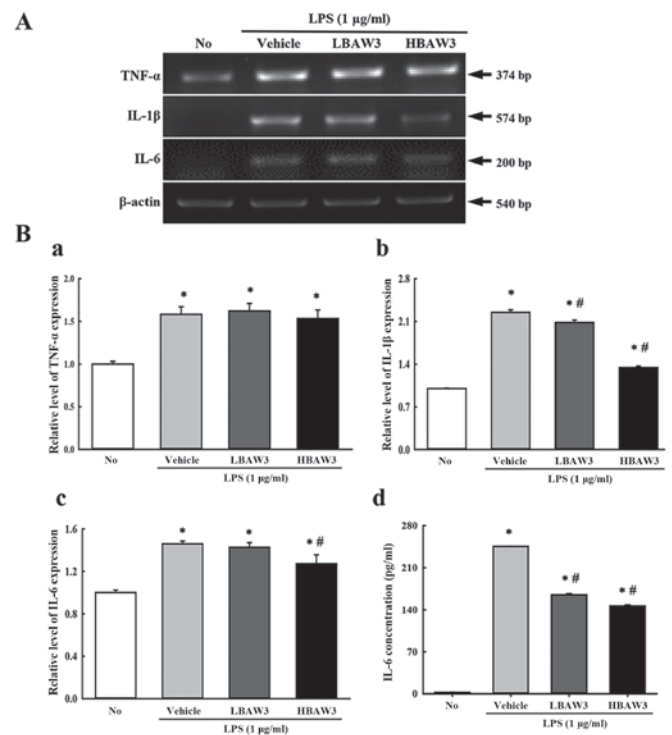 A
LPS (1 μg/ml)
No Vehicle LBAW3 HBAW3
TNF-α 374 bp
IL-1β 574 bp
IL-6 200 bp
β-actin 540 bp
B
a
Relative level of TNF-α expression
2.0
1.5
1.0
0.5
0.0
* * *
No Vehicle LBAW3 HBAW3
LPS (1 μg/ml)
b
Relative level of IL-1β expression
2.8
2.1
1.4
0.7
0.0
* * # * #
No Vehicle LBAW3 HBAW3
LPS (1 μg/ml)
c
Relative level of IL-6 expression
1.6
1.2
0.8
0.4
0.0
* * * #
No Vehicle LBAW3 HBAW3
LPS (1 μg/ml)
d
IL-6 concentration (pg/ml)
280
210
140
70
0
* * # * #
No Vehicle LBAW3 HBAW3
LPS (1 μg/ml)